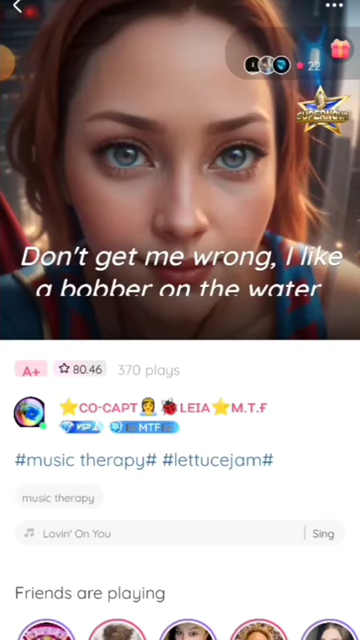 22
SUPERNOVA
Don't get me wrong, I like
a bobber on the water
A+
80.46
370 plays
CO-CAPT LEIA M.T.F
VIP
MTF
#music therapy# #lettucejam#
music therapy
Lovin' On You
Sing
Friends are playing